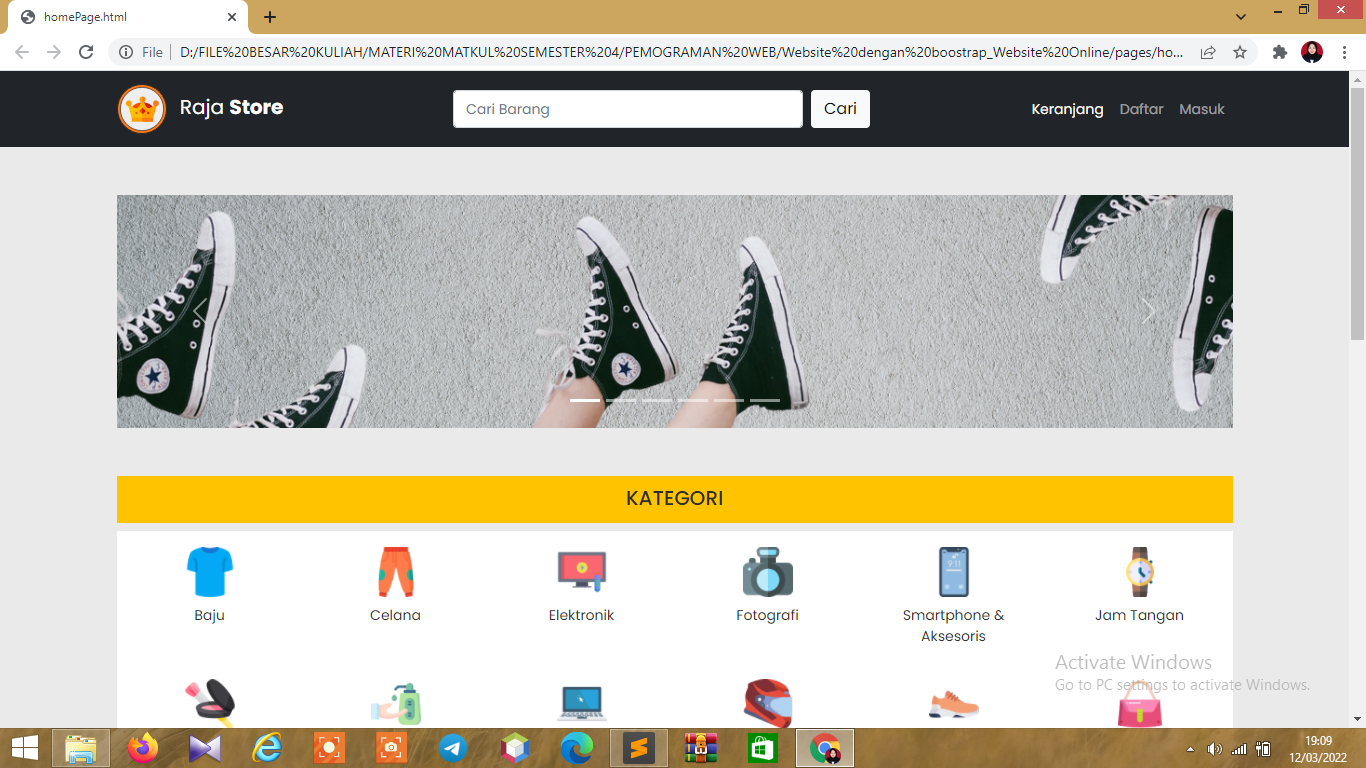 homePage.html
File
D:/FILE%20BESAR%20KULIAH/MATERI%20MATKUL%20SEMESTER%204/PEMOGRAMAN%20WEB/Website%20dengan%20boostrap_Website%20Online/pages/ho...
Raja Store
Cari Barang
Cari
Keranjang Daftar Masuk
KATEGORI
Baju
Celana
Elektronik
Fotografi
Smartphone &
Aksesoris
Jam Tangan
9:11
Activate Windows
Go to PC settings to activate Windows.
19:09
12/03/2022